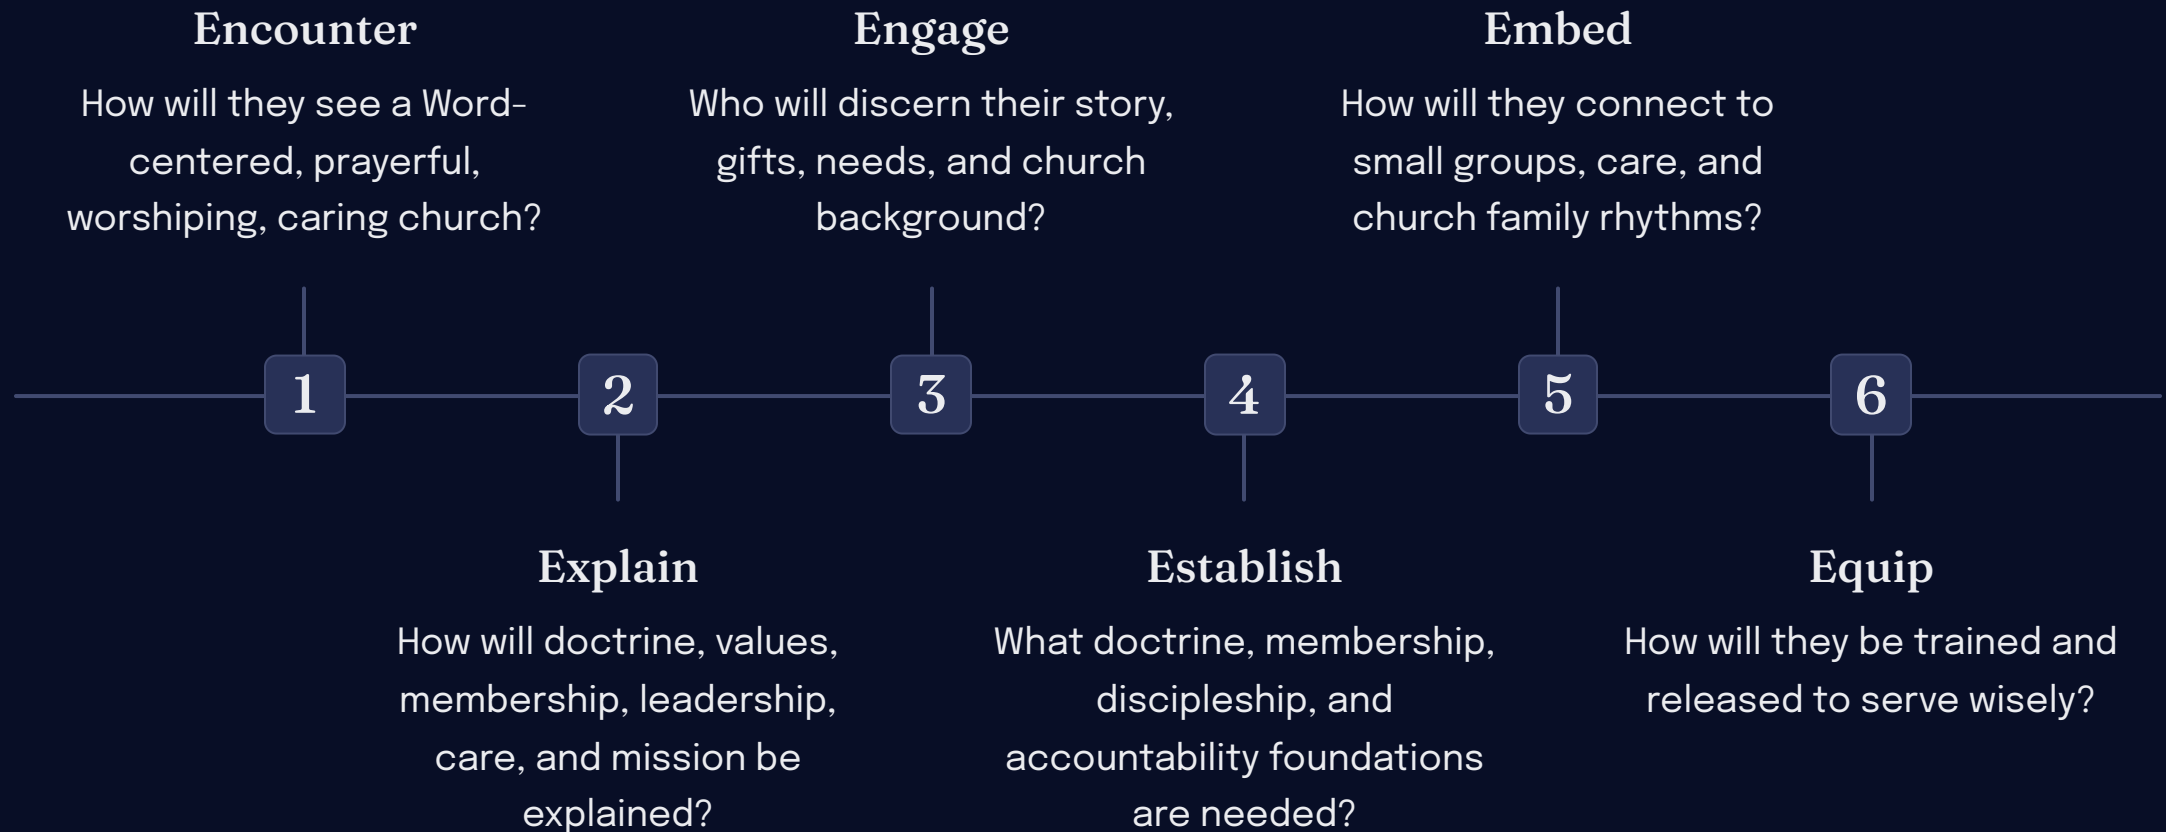 Encounter
How will they see a Word-
centered, prayerful,
worshiping, caring church?
Engage
Who will discern their story,
gifts, needs, and church
background?
Embed
How will they connect to
small groups, care, and
church family rhythms?
1
2
3
4
5
6
Explain
How will doctrine, values,
membership, leadership,
care, and mission be
explained?
Establish
What doctrine, membership,
discipleship, and
accountability foundations
are needed?
Equip
How will they be trained and
released to serve wisely?